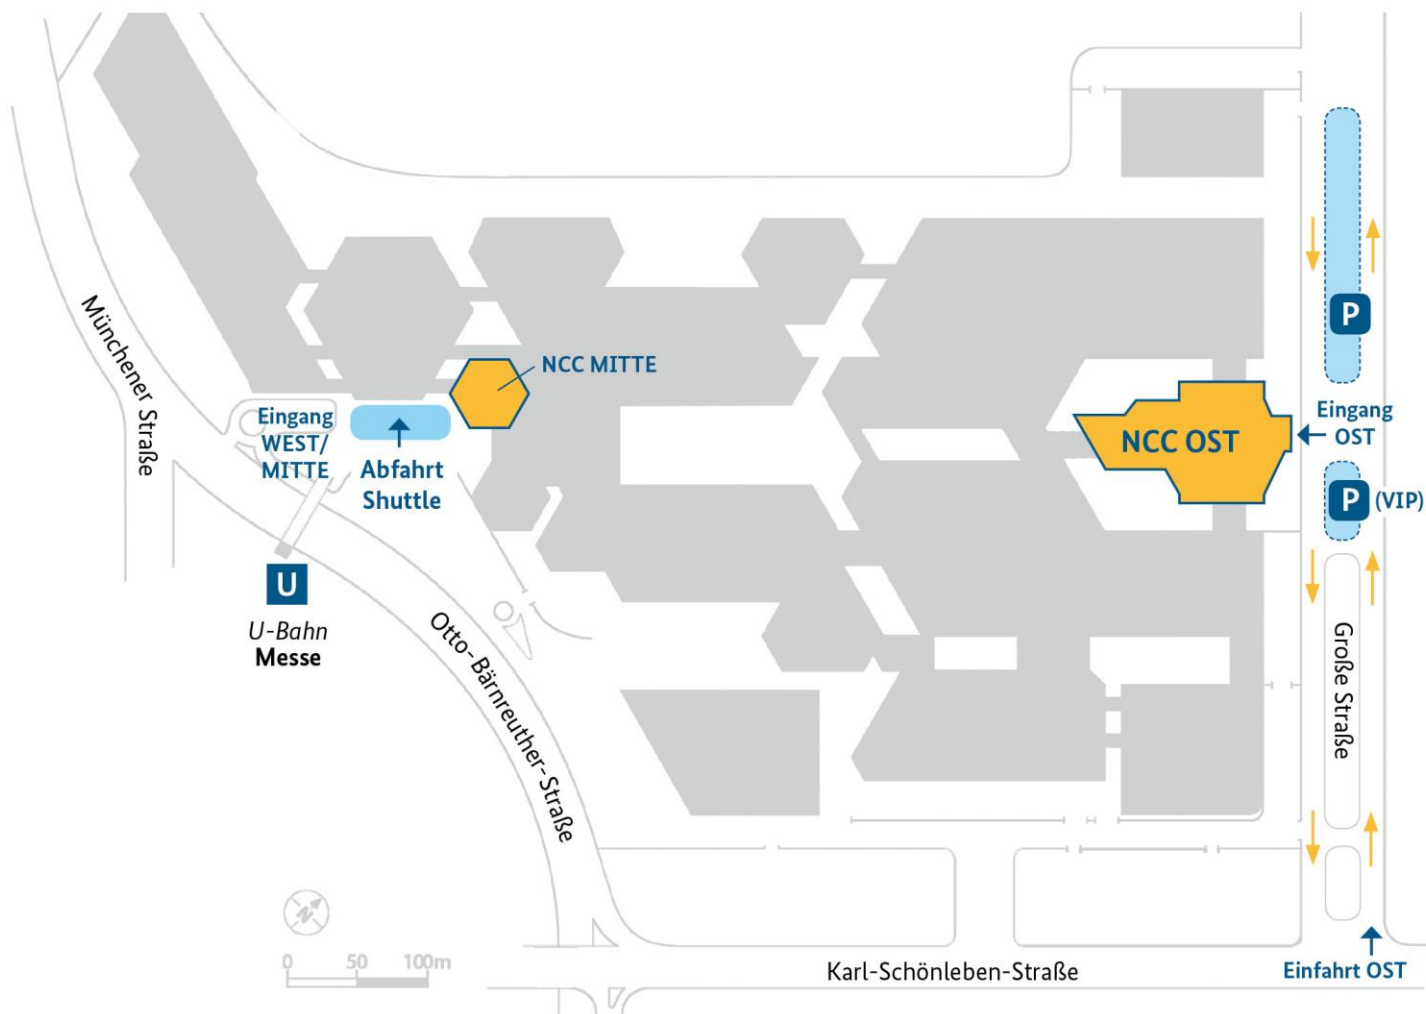 P
Münchener Straße
NCC MITTE
Eingang
WEST/
MITTE
Abfahrt
Shuttle
NCC OST
Eingang
OST
P
(VIP)
U
U-Bahn
Messe
Otto-Bärnreuther-Straße
Große Straße
N
0 50 100m
Karl-Schönleben-Straße
Einfahrt OST